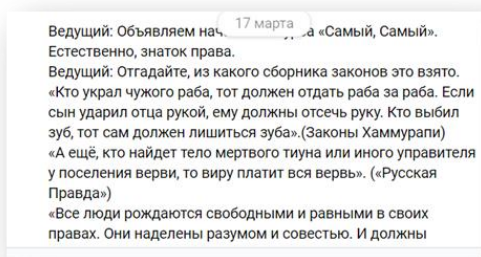 17 марта
Ведущий: Объявляем «Самый, Самый».
Естественно, знаток права.
Ведущий: Отгадайте, из какого сборника законов это взято.
«Кто украл чужого раба, тот должен отдать раба за раба. Если
сын ударил отца рукой, ему должны отсечь руку. Кто выбил
зуб, тот сам должен лишиться зуба».(Законы Хаммурапи)
«А ещё, кто найдет тело мертвого тиуна или иного управителя
у поселения верви, то виру платит вся вервь». («Русская
Правда»)
«Все люди рождаются свободными и равными в своих
правах. Они наделены разумом и совестью. И должны